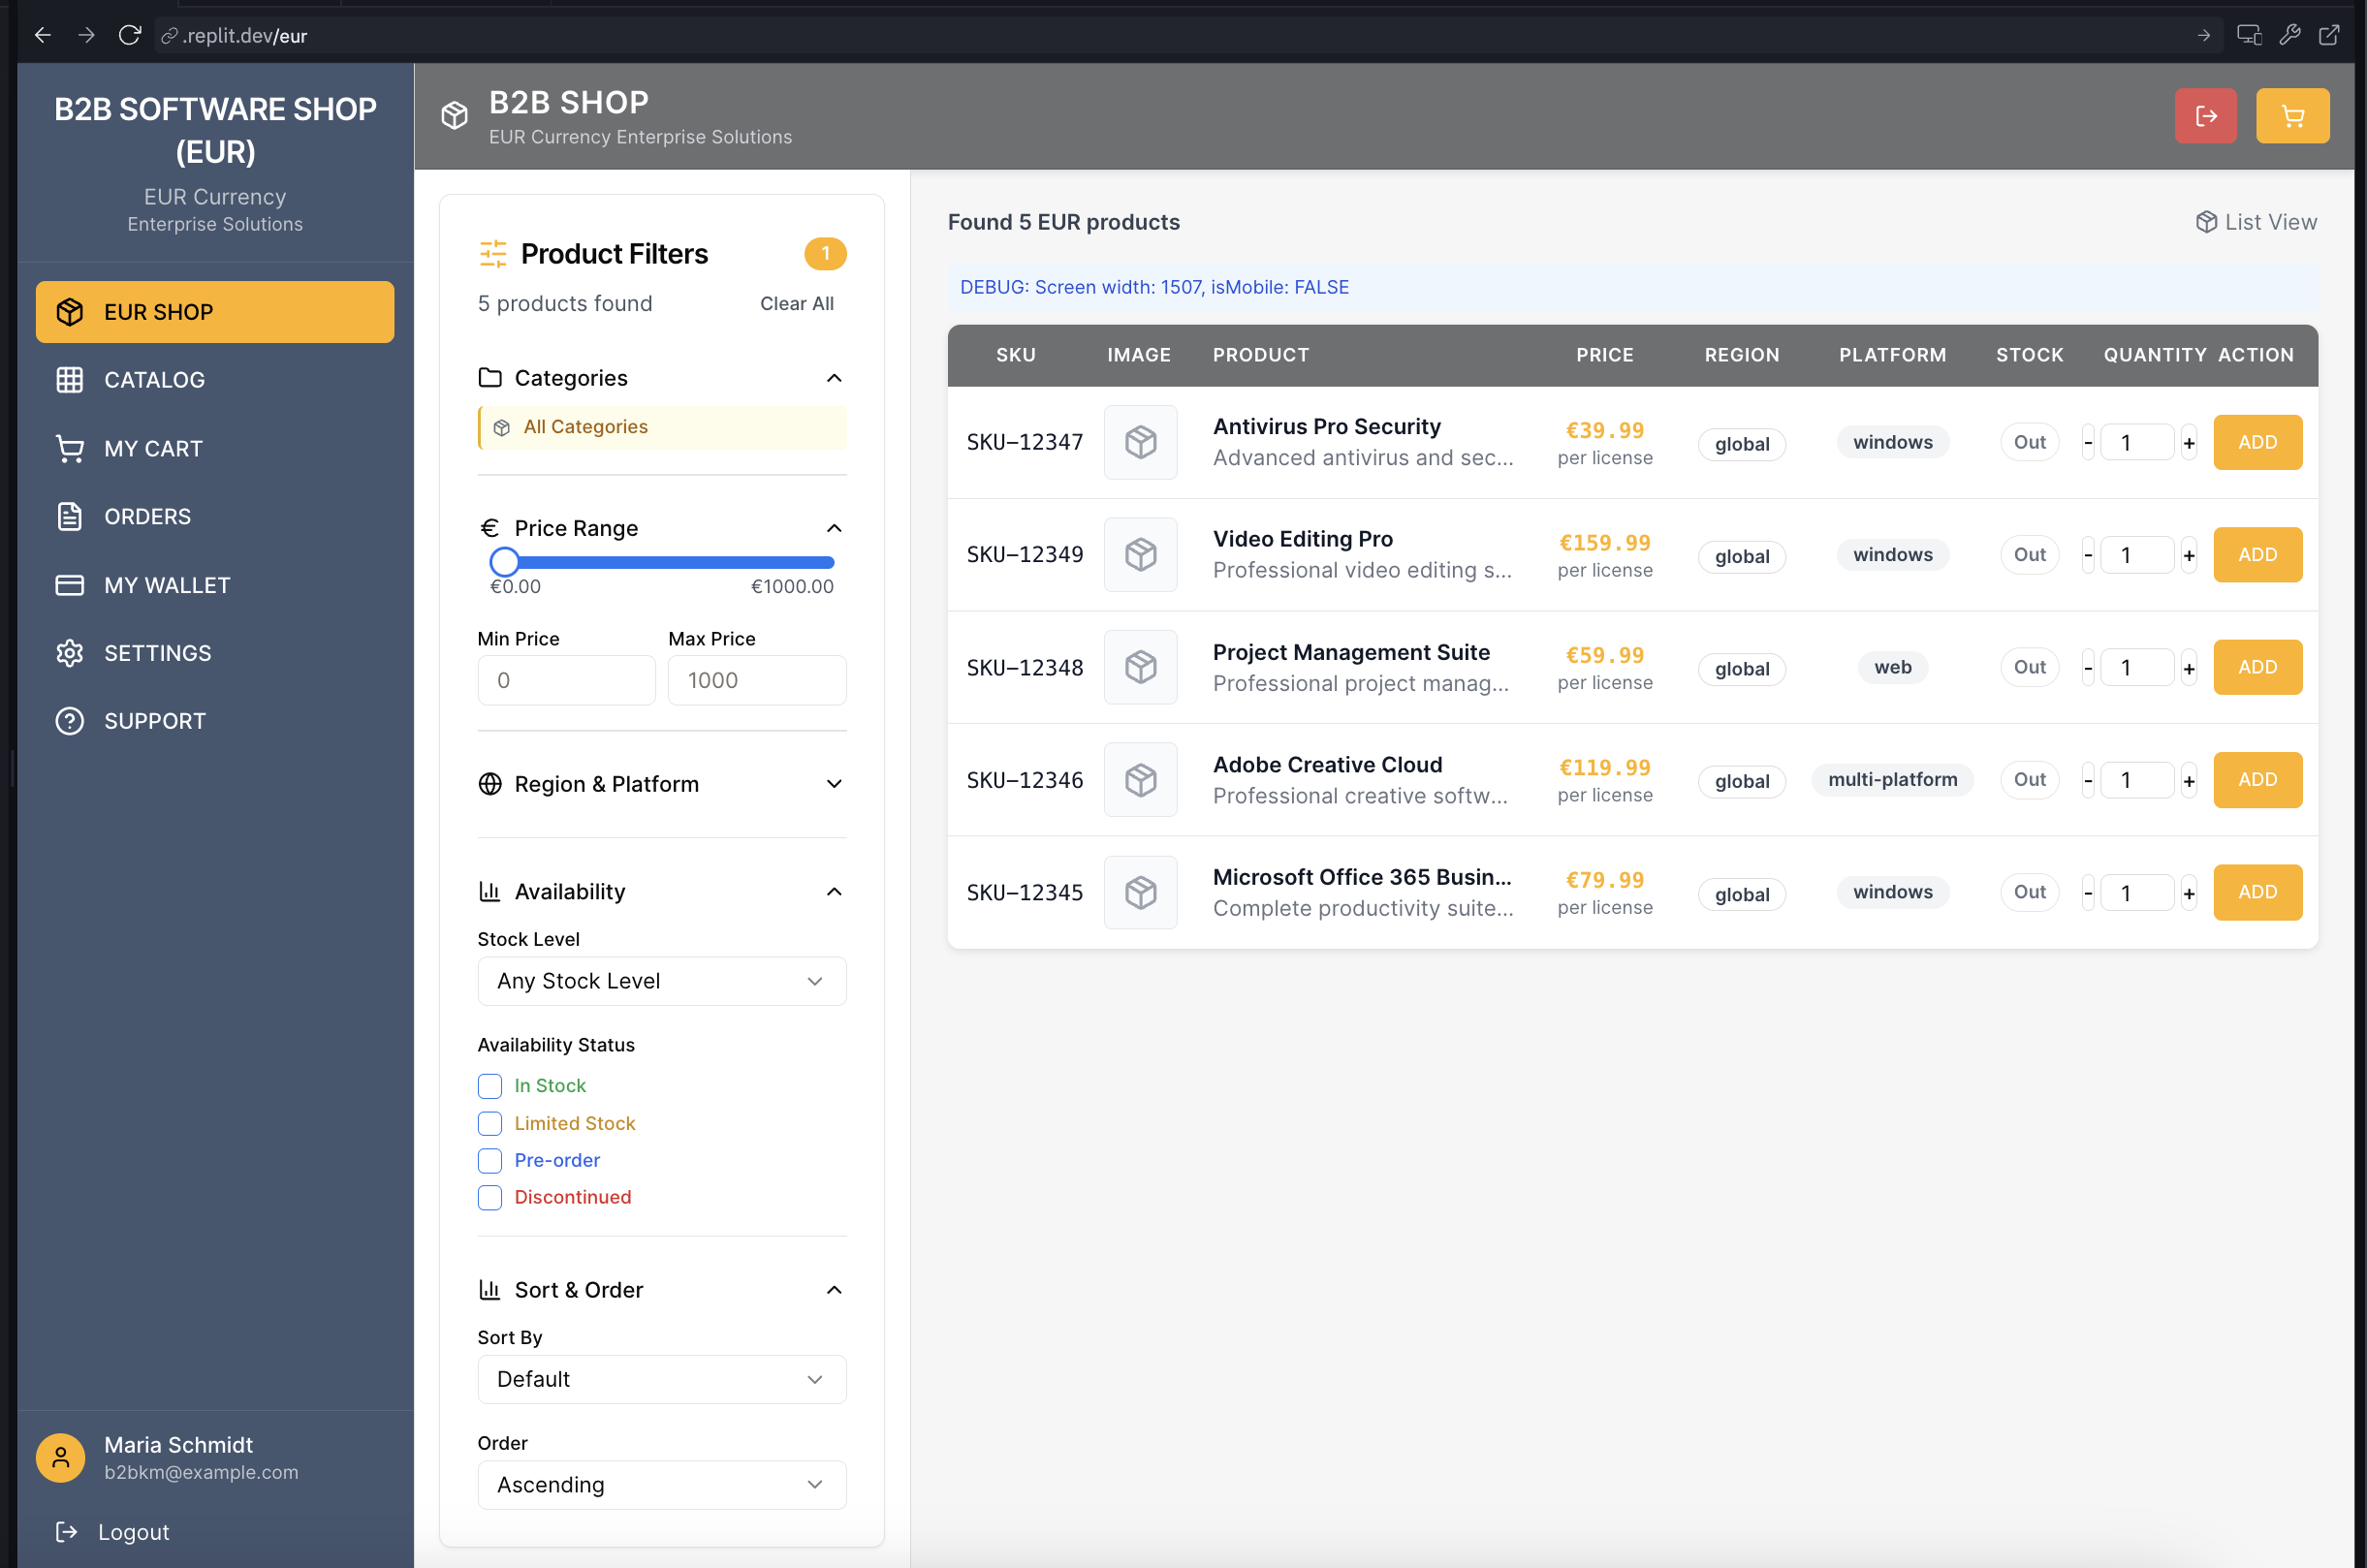 .replit.dev/eur
B2B SOFTWARE SHOP
(EUR)
EUR Currency
Enterprise Solutions
EUR SHOP
CATALOG
MY CART
ORDERS
MY WALLET
SETTINGS
SUPPORT
Maria Schmidt
b2bkm@example.com
Logout
B2B SHOP
EUR Currency Enterprise Solutions
Product Filters 1
5 products found Clear All
Categories
All Categories
€ Price Range
€0.00 €1000.00
Min Price Max Price
0 1000
Region & Platform
Availability
Stock Level
Any Stock Level
Availability Status
In Stock
Limited Stock
Pre-order
Discontinued
Sort & Order
Sort By
Default
Order
Ascending
Found 5 EUR products List View
DEBUG: Screen width: 1507, isMobile: FALSE
SKU IMAGE PRODUCT PRICE REGION PLATFORM STOCK QUANTITY ACTION
SKU-12347 Antivirus Pro Security €39.99 global windows Out - 1 + ADD
Advanced antivirus and sec... per license
SKU-12349 Video Editing Pro €159.99 global windows Out - 1 + ADD
Professional video editing s... per license
SKU-12348 Project Management Suite €59.99 global web Out - 1 + ADD
Professional project manag... per license
SKU-12346 Adobe Creative Cloud €119.99 global multi-platform Out - 1 + ADD
Professional creative softw... per license
SKU-12345 Microsoft Office 365 Busin... €79.99 global windows Out - 1 + ADD
Complete productivity suite... per license